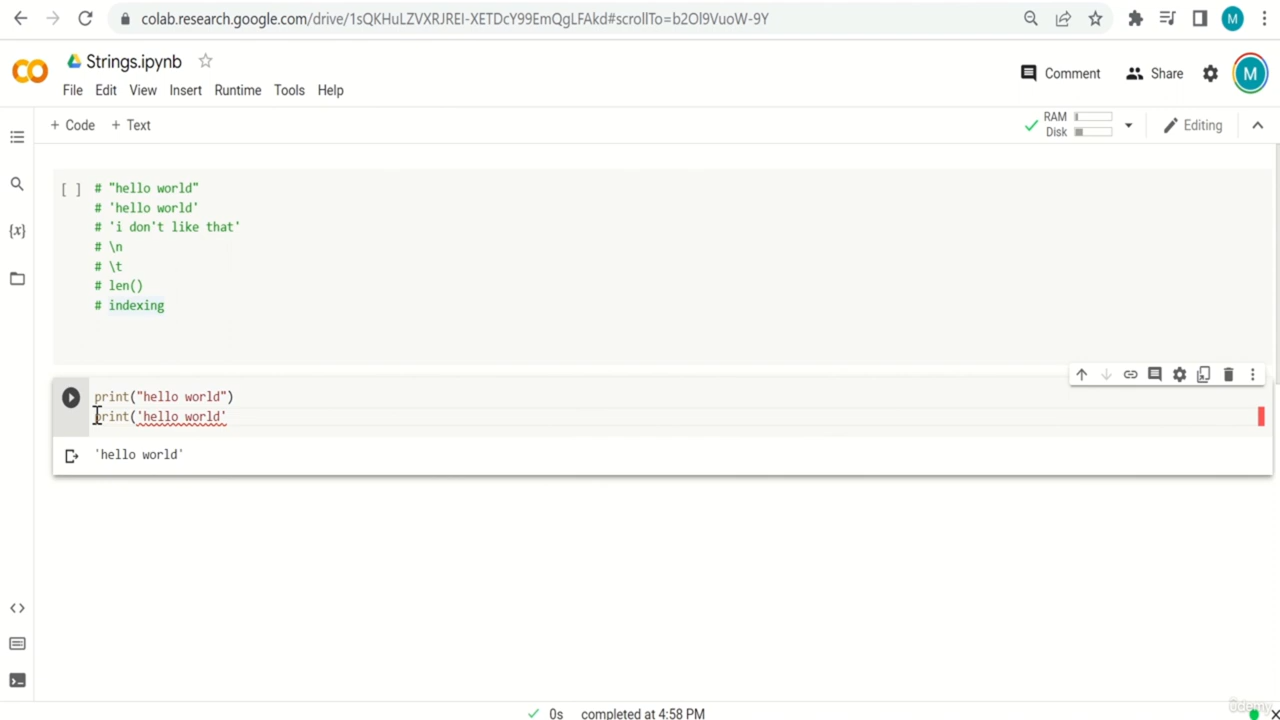 colab.research.google.com/drive/1sQKHuLZVXRJREI-XETDcY99EmQgLFAkd#scrollTo=b2Ol9VuoW-9Y
M
CO
Strings.ipynb
Comment
Share
M
File Edit View Insert Runtime Tools Help
+ Code + Text
RAM
Disk
Editing
[ ] # "hello world"
# 'hello world'
# 'i don't like that'
# \n
# \t
# len()
# indexing
{x}
print("hello world")
print('hello world'
'hello world'
<>
0s completed at 4:58 PM
Udemy